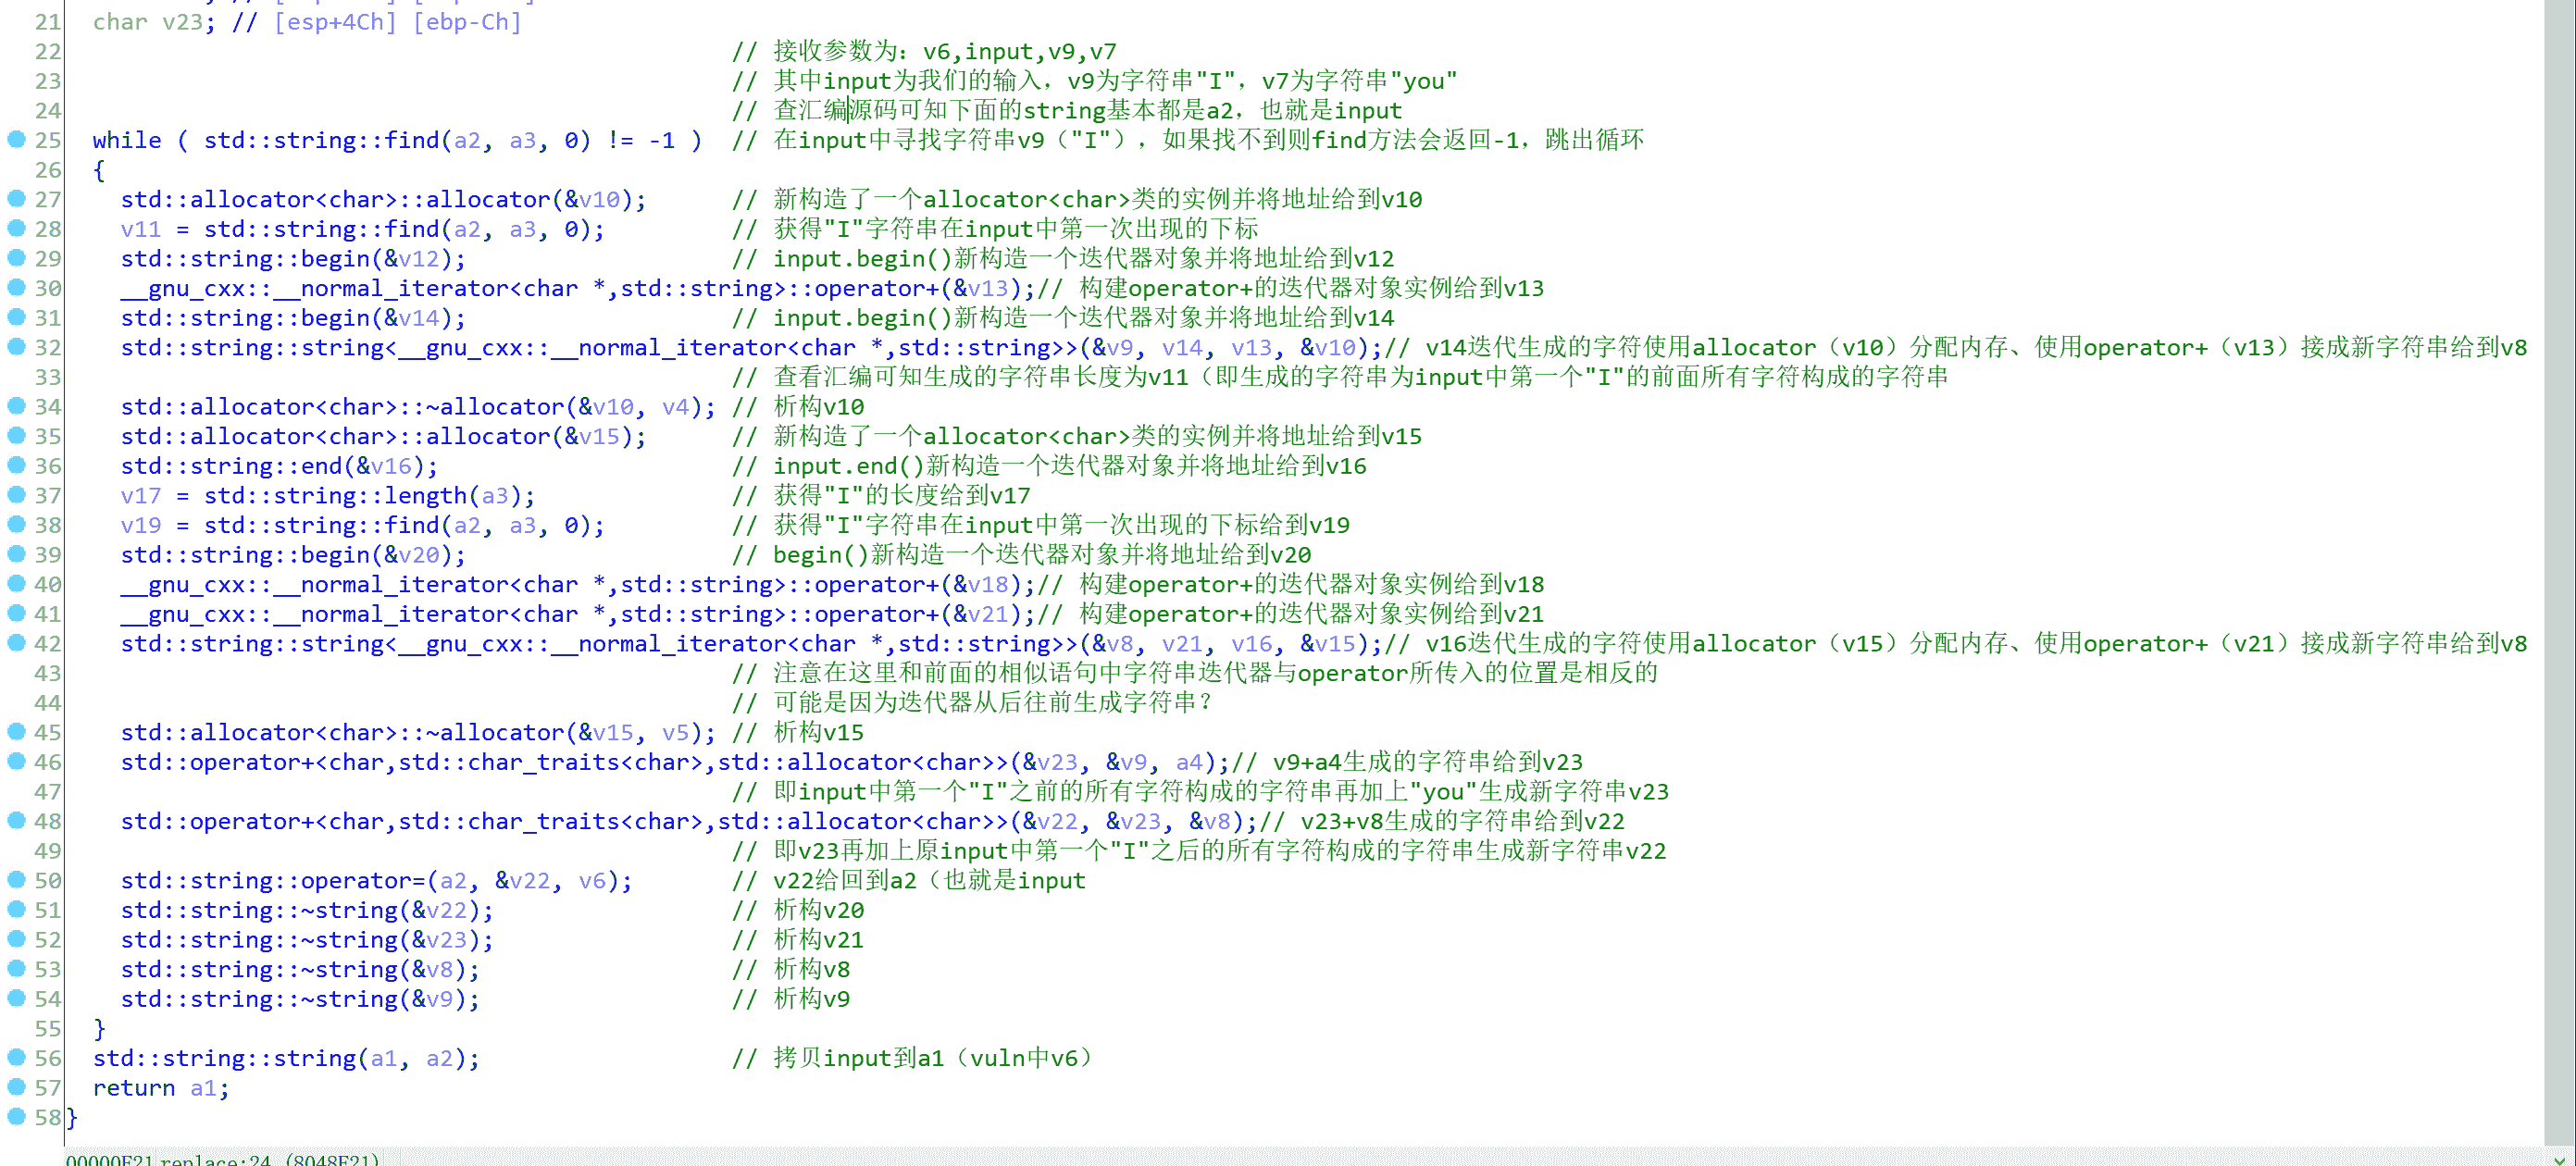 21 char v23; // [esp+4Ch] [ebp-Ch]
22 // 接收参数为：v6,input,v9,v7
23 // 其中input为我们的输入，v9为字符串"I"，v7为字符串"you"
24 // 查汇编源码可知下面的string基本都是a2，也就是input
25 while ( std::string::find(a2, a3, 0) != -1 ) // 在input中寻找字符串v9（"I"），如果找不到则find方法会返回-1，跳出循环
26 {
27 std::allocator<char>::allocator(&v10); // 新构造了一个allocator<char>类的实例并将地址给到v10
28 v11 = std::string::find(a2, a3, 0); // 获得"I"字符串在input中第一次出现的下标
29 std::string::begin(&v12); // input.begin()新构造一个迭代器对象并将地址给到v12
30 __gnu_cxx::__normal_iterator<char *,std::string>::operator+(&v13);// 构建operator+的迭代器对象实例给到v13
31 std::string::begin(&v14); // input.begin()新构造一个迭代器对象并将地址给到v14
32 std::string::string<__gnu_cxx::__normal_iterator<char *,std::string>>(&v9, v14, v13, &v10);// v14迭代生成的字符使用allocator（v10）分配内存、使用operator+（v13）接成新字符串给到v8
33 // 查看汇编可知生成的字符串长度为v11（即生成的字符串为input中第一个"I"的前面所有字符构成的字符串
34 std::allocator<char>::~allocator(&v10, v4); // 析构v10
35 std::allocator<char>::allocator(&v15); // 新构造了一个allocator<char>类的实例并将地址给到v15
36 std::string::end(&v16); // input.end()新构造一个迭代器对象并将地址给到v16
37 v17 = std::string::length(a3); // 获得"I"的长度给到v17
38 v19 = std::string::find(a2, a3, 0); // 获得"I"字符串在input中第一次出现的下标给到v19
39 std::string::begin(&v20); // begin()新构造一个迭代器对象并将地址给到v20
40 __gnu_cxx::__normal_iterator<char *,std::string>::operator+(&v18);// 构建operator+的迭代器对象实例给到v18
41 __gnu_cxx::__normal_iterator<char *,std::string>::operator+(&v21);// 构建operator+的迭代器对象实例给到v21
42 std::string::string<__gnu_cxx::__normal_iterator<char *,std::string>>(&v8, v21, v16, &v15);// v16迭代生成的字符使用allocator（v15）分配内存、使用operator+（v21）接成新字符串给到v8
43 // 注意在这里和前面的相似语句中字符串迭代器与operator所传入的位置是相反的
44 // 可能是因为迭代器从后往前生成字符串？
45 std::allocator<char>::~allocator(&v15, v5); // 析构v15
46 std::operator+<char,std::char_traits<char>,std::allocator<char>>(&v23, &v9, a4);// v9+a4生成的字符串给到v23
47 // 即input中第一个"I"之前的所有字符构成的字符串再加上"you"生成新字符串v23
48 std::operator+<char,std::char_traits<char>,std::allocator<char>>(&v22, &v23, &v8);// v23+v8生成的字符串给到v22
49 // 即v23再加上原input中第一个"I"之后的所有字符构成的字符串生成新字符串v22
50 std::string::operator=(a2, &v22, v6); // v22给回到a2（也就是input
51 std::string::~string(&v22); // 析构v20
52 std::string::~string(&v23); // 析构v21
53 std::string::~string(&v8); // 析构v8
54 std::string::~string(&v9); // 析构v9
55 }
56 std::string::string(a1, a2); // 拷贝input到a1（vuln中v6）
57 return a1;
58 }
00000F21 replace:24 (8048F21)